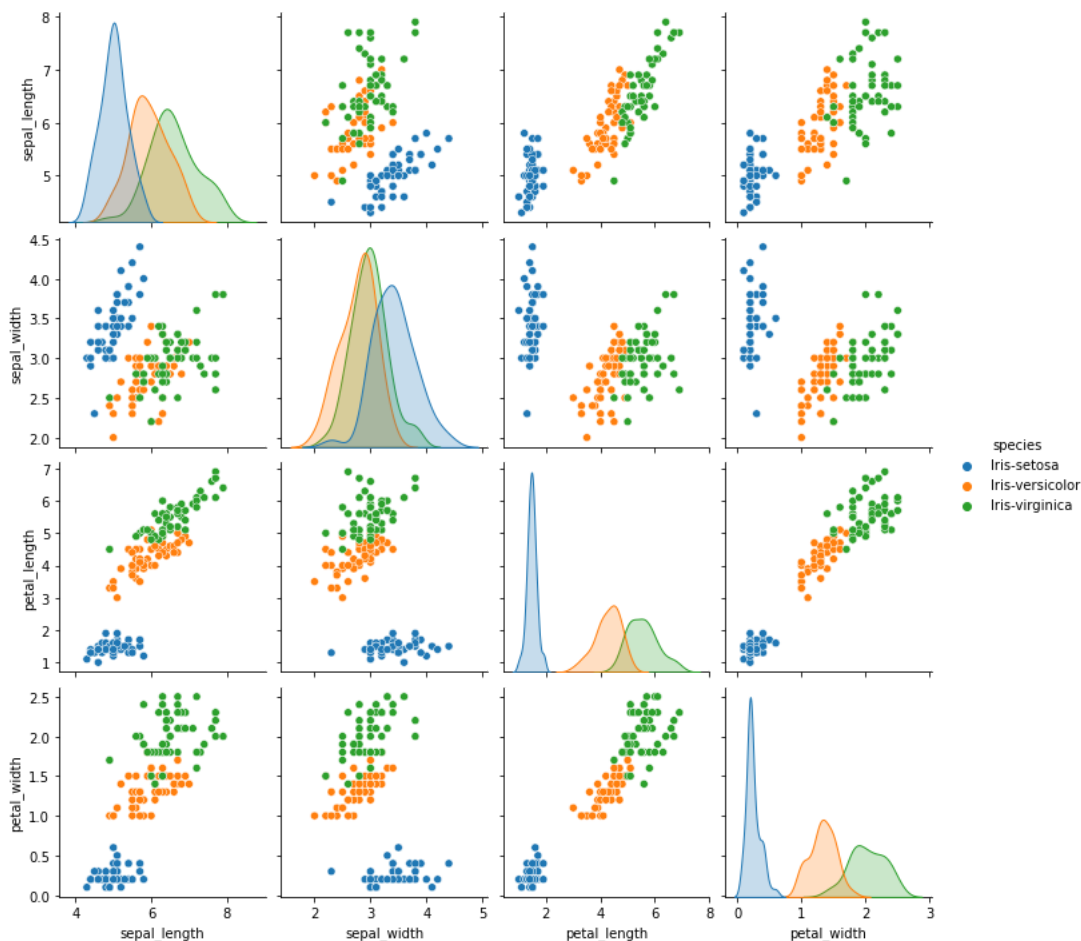 8
7
6
5
sepal_length
4.5
4.0
3.5
3.0
2.5
2.0
sepal_width
species
Iris-setosa
Iris-versicolor
Iris-virginica
7
6
5
4
3
2
1
petal_length
2.5
2.0
1.5
1.0
0.5
0.0
petal_width
4 6 8
2 3 4 5
2 4 6 8
0 1 2 3
sepal_length sepal_width petal_length petal_width